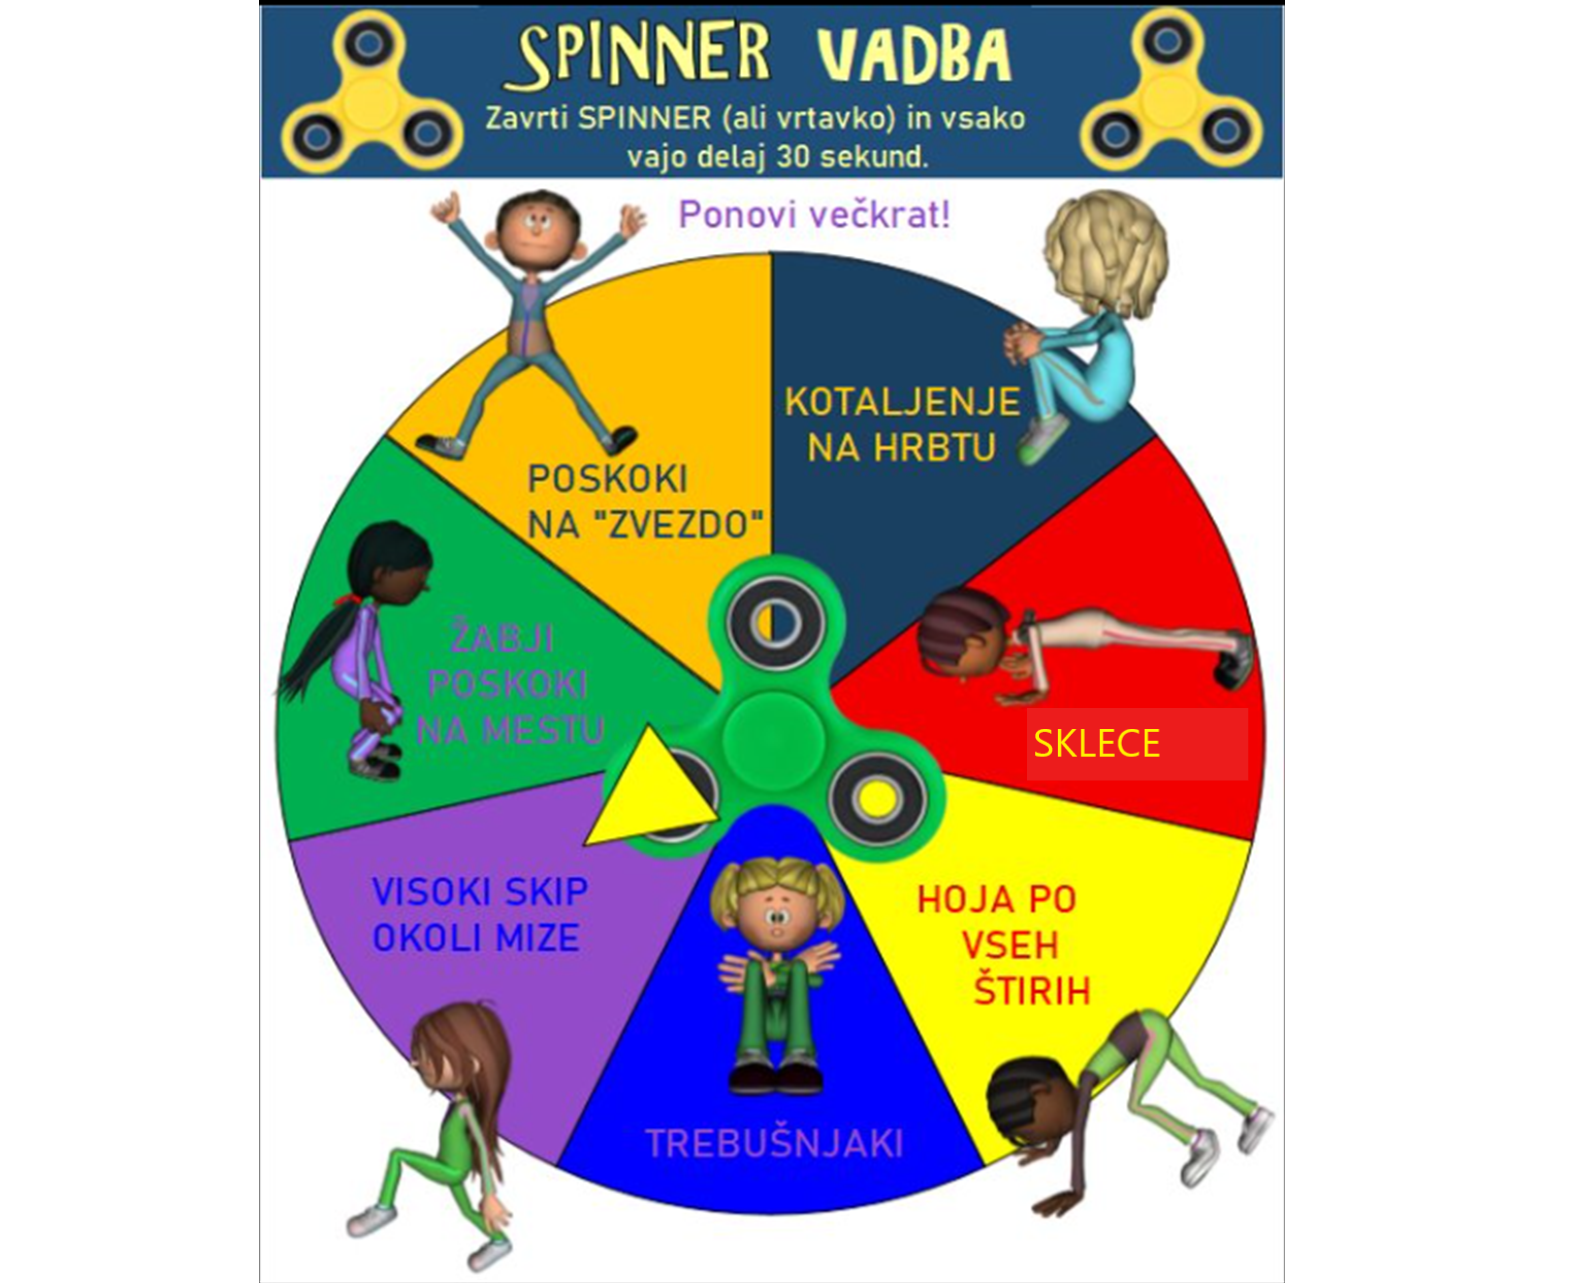 SPINNER VADBA
Zavrti SPINNER (ali vrtavko) in vsako
vajo delaj 30 sekund.
Ponovi večkrat!
KOTALJENJE
NA HRBTU
POSKOKI
NA "ZVEZDO"
ŽABJI
POSKOKI
NA MESTU
SKLECE
VISOKI SKIP
OKOLI MIZE
HOJA PO
VSEH
ŠTIRIH
TREBUŠNJAKI